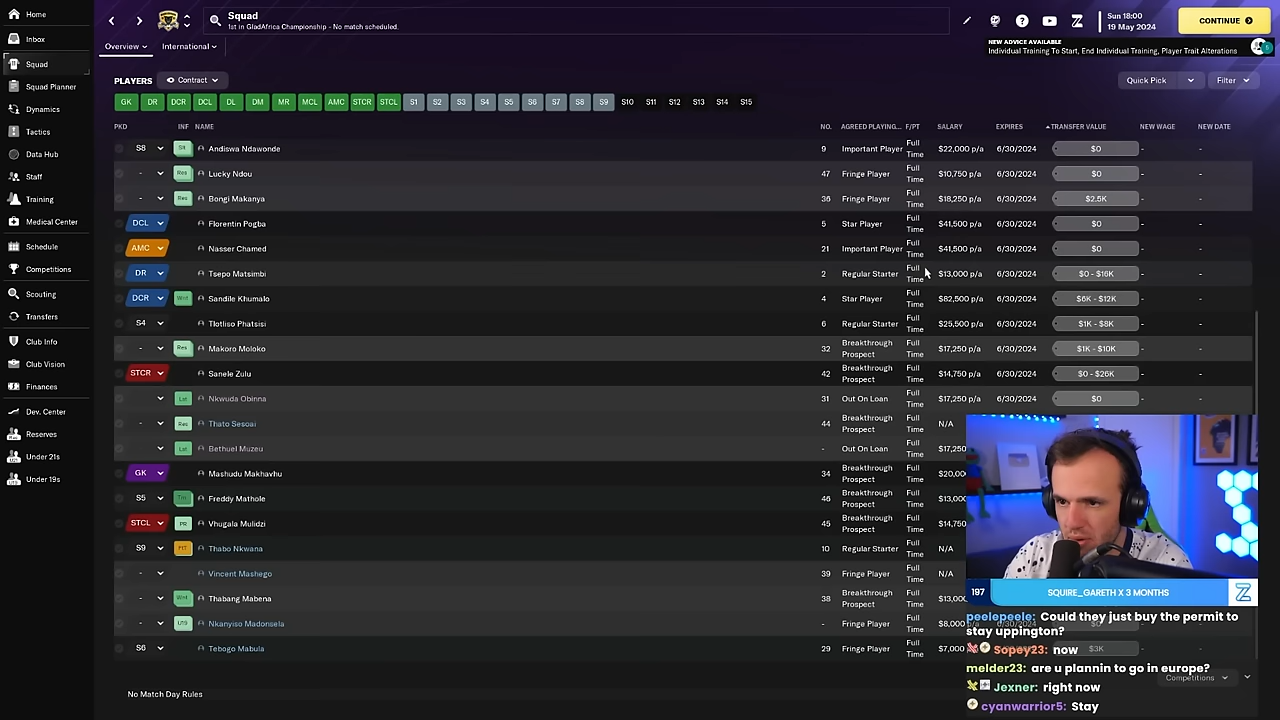 Home
Squad
1st in GladAfrica Championship - No match scheduled.
Sun 18:00
19 May 2024
CONTINUE
Inbox
Overview
International
NEW ADVICE AVAILABLE
Individual Training To Start, End Individual Training, Player Trait Alterations
Squad
Squad Planner
Dynamics
Tactics
Data Hub
Staff
Training
Medical Center
Schedule
Competitions
Scouting
Transfers
Club Info
Club Vision
Finances
Dev. Center
Reserves
Under 21s
Under 19s
PLAYERS Contract Quick Pick Filter
GK DR DCR DCL DL DM MR MCL AMC STCR STCL S1 S2 S3 S4 S5 S6 S7 S8 S9 S10 S11 S12 S13 S14 S15
PKD INF NAME NO. AGREED PLAYING... F/PT SALARY EXPIRES TRANSFER VALUE NEW WAGE NEW DATE
S8 Andiswa Ndawonde 9 Important Player Full Time $22,000 p/a 6/30/2024 $0 - -
- Res Lucky Ndou 47 Fringe Player Full Time $10,750 p/a 6/30/2024 $0 - -
- Res Bongi Makanya 36 Fringe Player Full Time $18,250 p/a 6/30/2024 $2.5K - -
DCL Florentin Pogba 5 Star Player Full Time $41,500 p/a 6/30/2024 $0 - -
AMC Nasser Chamed 21 Important Player Full Time $41,500 p/a 6/30/2024 $0 - -
DR Tsepo Matsimbi 2 Regular Starter Full Time $13,000 p/a 6/30/2024 $0 - $16K - -
DCR Wnt Sandile Khumalo 4 Star Player Full Time $82,500 p/a 6/30/2024 $6K - $12K - -
S4 Tlotliso Phatsisi 6 Regular Starter Full Time $25,500 p/a 6/30/2024 $1K - $8K - -
- Res Makoro Moloko 32 Breakthrough Prospect Full Time $17,250 p/a 6/30/2024 $1K - $10K - -
STCR Sanele Zulu 42 Breakthrough Prospect Full Time $14,750 p/a 6/30/2024 $0 - $26K - -
Lst Nkwuda Obinna 31 Out On Loan Full Time $17,250 p/a 6/30/2024 $0 - -
- Res Thato Sesoai 44 Breakthrough Prospect Full Time N/A
Lst Bethuel Muzeu - Out On Loan Full Time $17,250
GK Mashudu Makhavhu 34 Breakthrough Prospect Full Time $20,00
S5 Freddy Mathole 46 Breakthrough Prospect Full Time $13,00
STCL PR Vhugala Mulidzi 45 Breakthrough Prospect Full Time $14,750
S9 Thabo Nkwana 10 Regular Starter Full Time N/A
- Vincent Mashego 39 Fringe Player Full Time N/A
- Wnt Thabang Mabena 38 Breakthrough Prospect Full Time $13,00
- U19 Nkanyiso Madonsela - Fringe Player Full Time $8,000 p/a 6/30/2024 $0
S6 Tebogo Mabula 29 Fringe Player Full Time $7,000 $3K
No Match Day Rules
Competitions
197 SQUIRE_GARETH X 3 MONTHS
peelepeele: Could they just buy the permit to
stay uppington?
Sopey23: now
melder23: are u plannin to go in europe?
Jexner: right now
cyanwarrior5: Stay